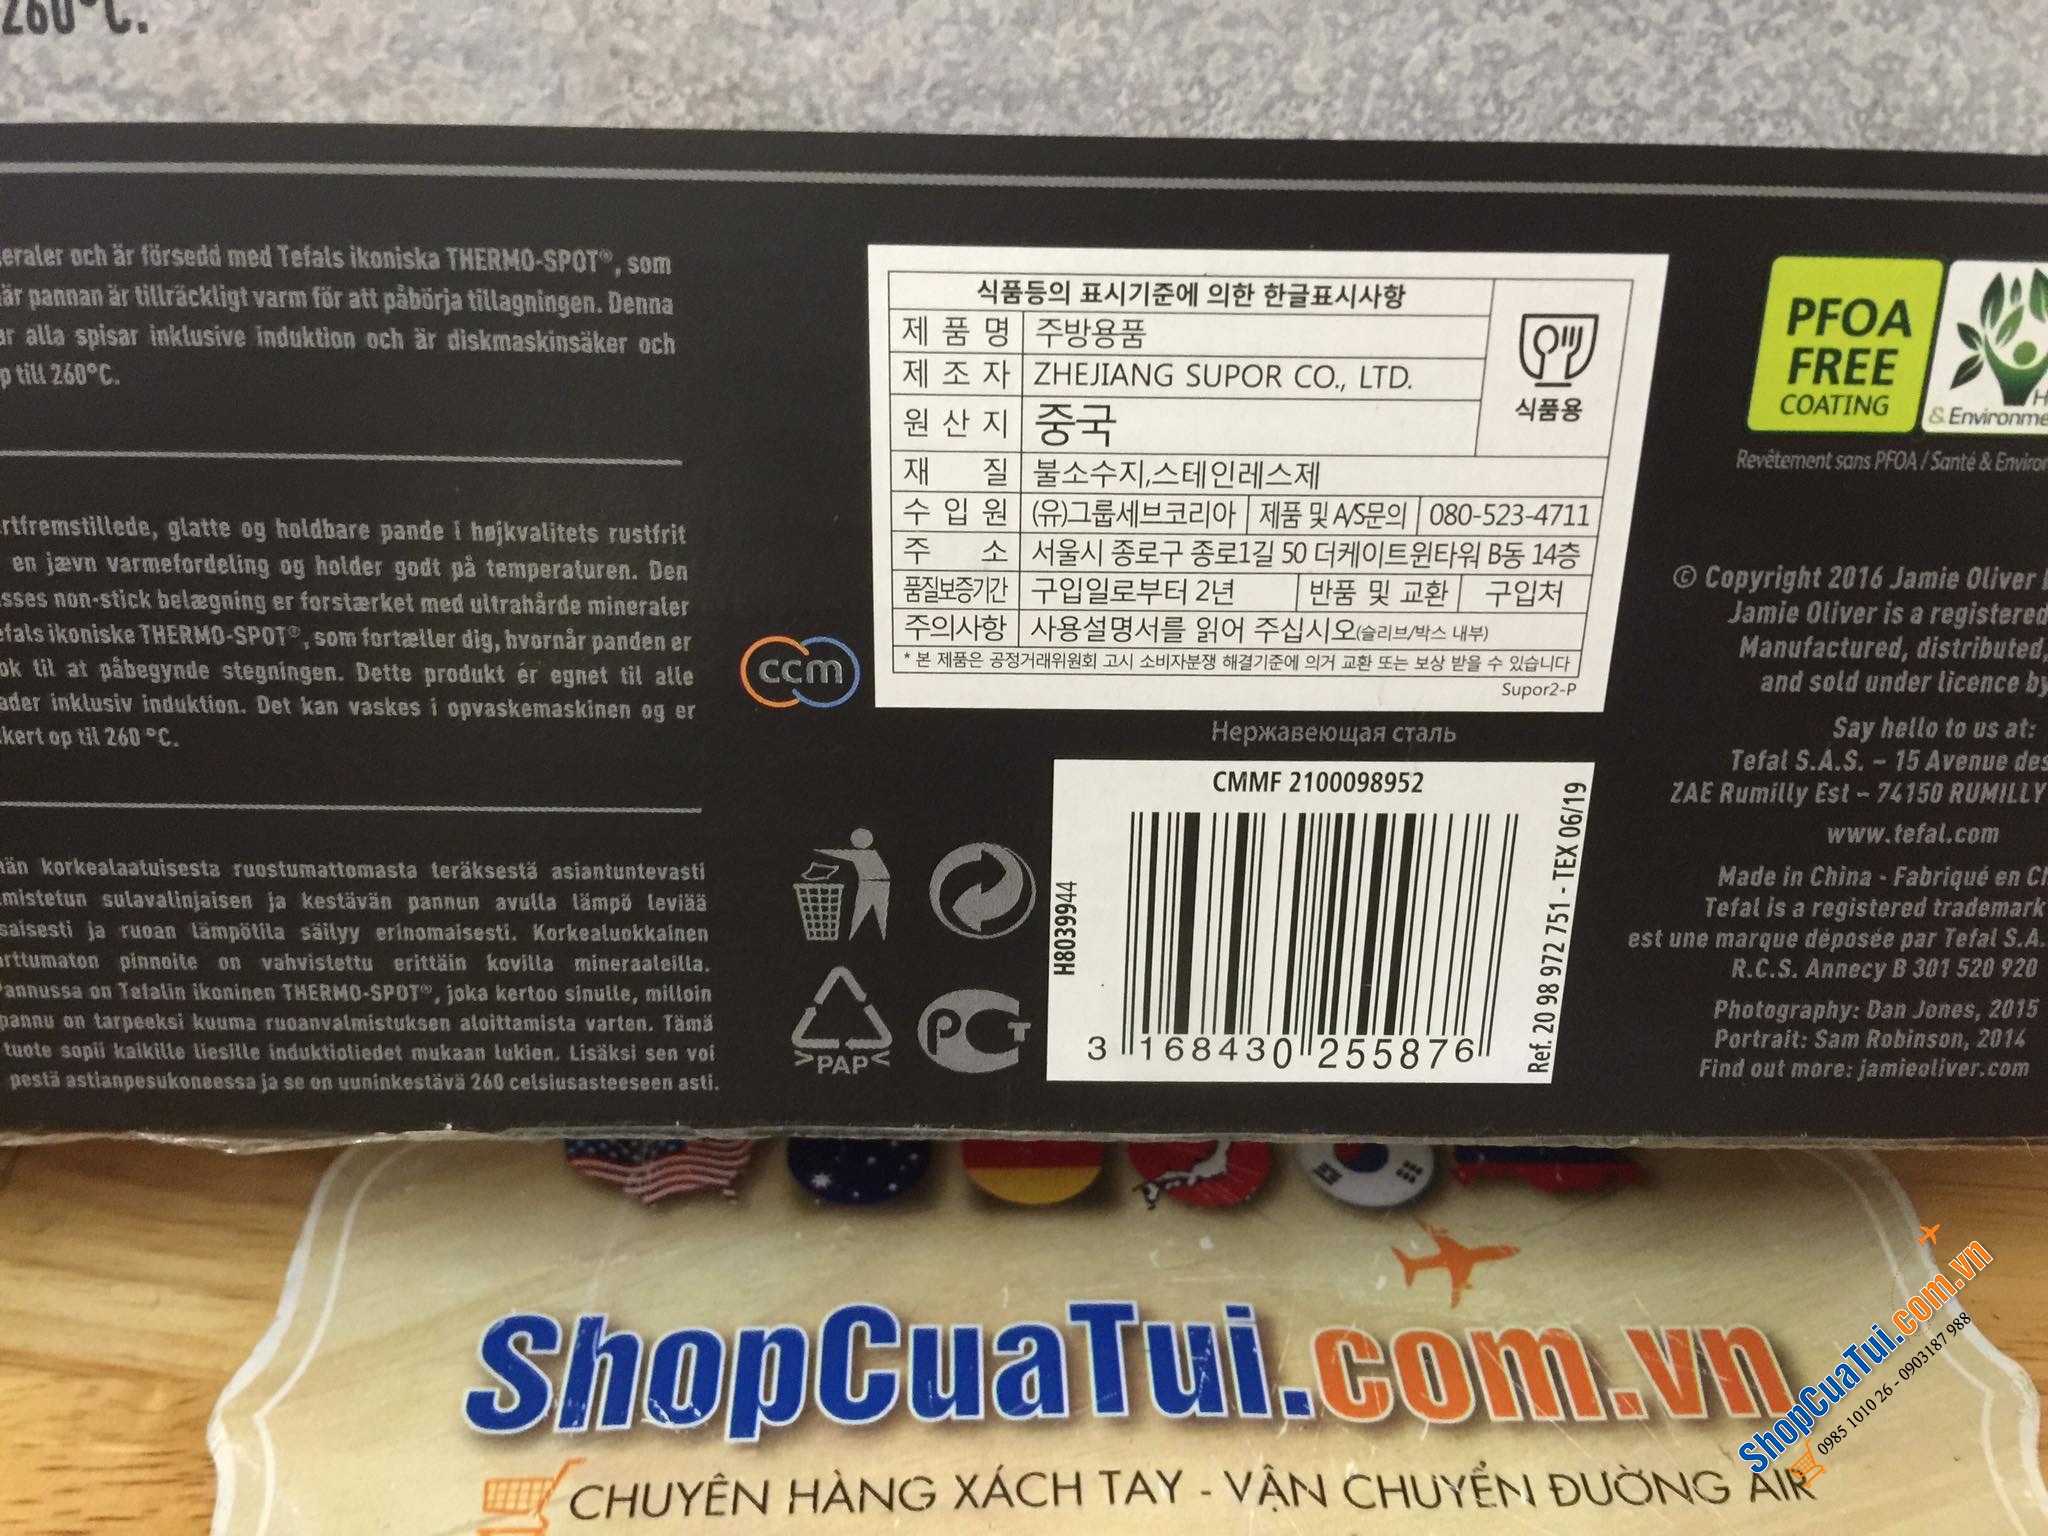 260°C.
eraler och är försedd med Tefals ikoniska THERMO-SPOT®, som
är pannan är tillräckligt varm för att påbörja tillagningen. Denna
ar alla spisar inklusive induktion och är diskmaskinsäker och
p till 260°C.
rtfremstillede, glatte og holdbare pande i højkvalitets rustfrit
en jævn varmefordeling og holder godt på temperaturen. Den
sses non-stick belægning er forstærket med ultrahårde mineraler
efals ikoniske THERMO-SPOT®, som fortæller dig, hvornår panden er
ok til at påbegynde stegningen. Dette produkt er egnet til alle
ader inklusiv induktion. Det kan vaskes i opvaskemaskinen og er
kert op til 260 °C.
hän korkealaatuisesta ruostumattomasta teräksestä asiantuntevasti
mistetun sulavalinjaisen ja kestävän pannun avulla lämpö leviää
saisesti ja ruoan lämpötila säilyy erinomaisesti. Korkealuokkainen
rttumaton pinnoite on vahvistettu erittäin kovilla mineraaleilla.
annussa on Tefalin ikoninen THERMO-SPOT®, joka kertoo sinulle, milloin
pannu on tarpeeksi kuuma ruoanvalmistuksen aloittamista varten. Tämä
tuote sopii kaikille liesille induktioliedet mukaan lukien. Lisäksi sen voi
pestä astianpesukoneessa ja se on uuninkestävä 260 celsiusasteeseen asti.
ccm
식품등의 표시기준에 의한 한글표시사항
제 품 명 주방용품
제 조 자 ZHEJIANG SUPOR CO., LTD.
원 산 지 중국
식품용
재 질 불소수지,스테인레스제
수 입 원 (유)그룹세브코리아 제품 및 A/S문의 080-523-4711
주 소 서울시 종로구 종로1길 50 더케이트윈타워 B동 14층
품질보증기간 구입일로부터 2년 반품 및 교환 구입처
주의사항 사용설명서를 읽어 주십시오(슬리브/박스 내부)
* 본 제품은 공정거래위원회 고시 소비자분쟁 해결기준에 의거 교환 또는 보상 받을 수 있습니다
Supor2-P
Нержавеющая сталь
CMMF 2100098952
H8039944
3 168430 255876
Ref. 20 98 972 751 - TEX 06/19
PAP
PCT
PFOA
FREE
COATING
H
& Environme
Revêtement sans PFOA / Santé & Enviro
© Copyright 2016 Jamie Oliver
Jamie Oliver is a registered
Manufactured, distributed,
and sold under licence by
Say hello to us at:
Tefal S.A.S. – 15 Avenue des
ZAE Rumilly Est – 74150 RUMILLY
www.tefal.com
Made in China - Fabriqué en Ch
Tefal is a registered trademark
est une marque déposée par Tefal S.A.
R.C.S. Annecy B 301 520 920
Photography: Dan Jones, 2015
Portrait: Sam Robinson, 2014
Find out more: jamieoliver.com
ShopCuaTui.com.vn
CHUYÊN HÀNG XÁCH TAY - VẬN CHUYỂN ĐƯỜNG AIR
ShopCuaTui.com.vn
0985 1010 26 - 0903187 988